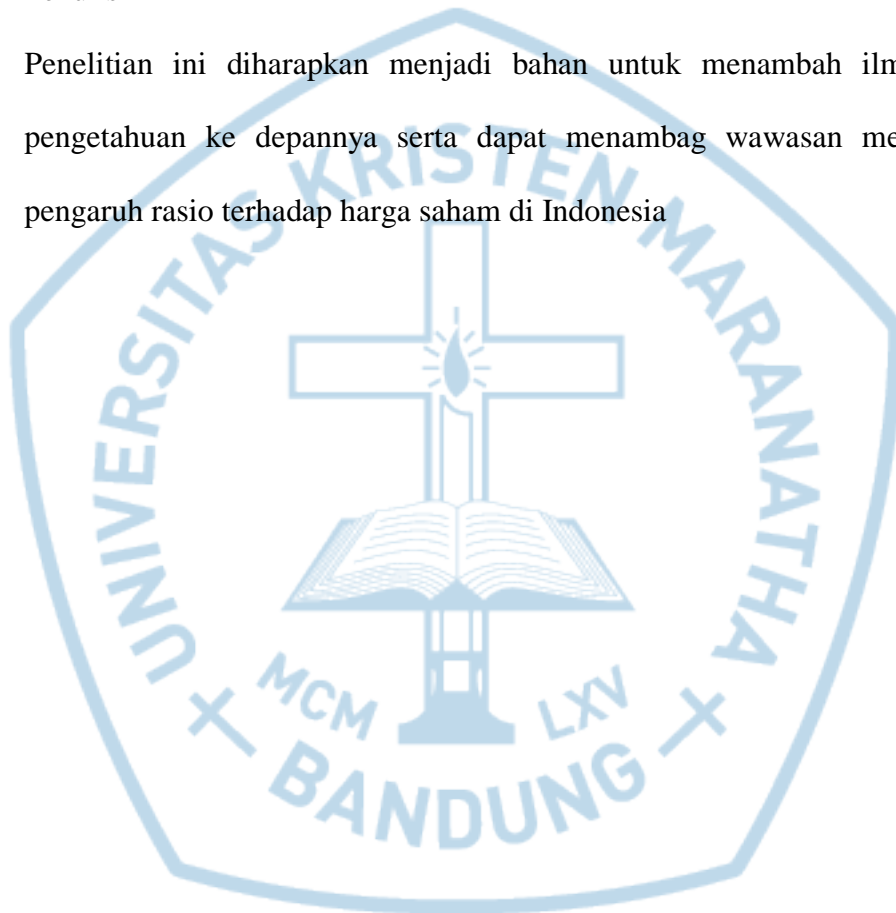 Penelitian ini diharapkan menjadi bahan untuk menambah
pengetahuan ke depannya serta dapat menambag wawasan
pengaruh rasio terhadap harga saham di Indonesia
UNIVERSITAS KRISTEN MARANATHA
MCM LXV
BANDUNG